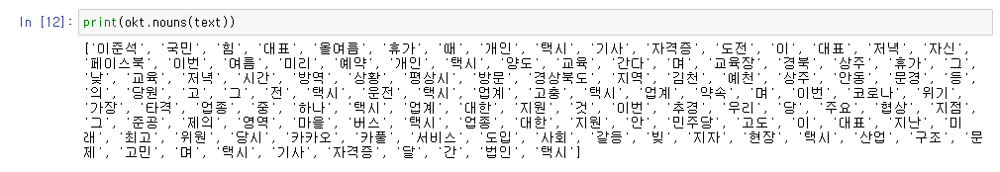 In [12]: print(okt.nouns(text))
['이준석', '국민', '힘', '대표', '올여름', '휴가', '때', '개인', '택시', '기사', '자격증', '도전', '이', '대표', '저녁', '자신',
'페이스북', '이번', '여름', '미리', '예약', '개인', '택시', '양도', '교육', '간다', '며', '교육장', '경북', '상주', '휴가', '그',
'낮', '교육', '저녁', '시간', '방역', '상황', '평상시', '방문', '경상북도', '지역', '김천', '예천', '상주', '안동', '문경', '등',
'의', '당원', '고', '그', '전', '택시', '운전', '택시', '업계', '고충', '택시', '업계', '약속', '며', '이번', '코로나', '위기',
'가장', '타격', '업종', '중', '하나', '택시', '업계', '대한', '지원', '것', '이번', '추경', '우리', '당', '주요', '협상', '지점',
'그', '준공', '제의', '영역', '마을', '버스', '택시', '업종', '대한', '지원', '안', '민주당', '고도', '이', '대표', '지난', '미
래', '최고', '위원', '당시', '카카오', '카풀', '서비스', '도입', '사회', '갈등', '빚', '지자', '현장', '택시', '산업', '구조', '문
제', '고민', '며', '택시', '기사', '자격증', '달', '간', '법인', '택시']